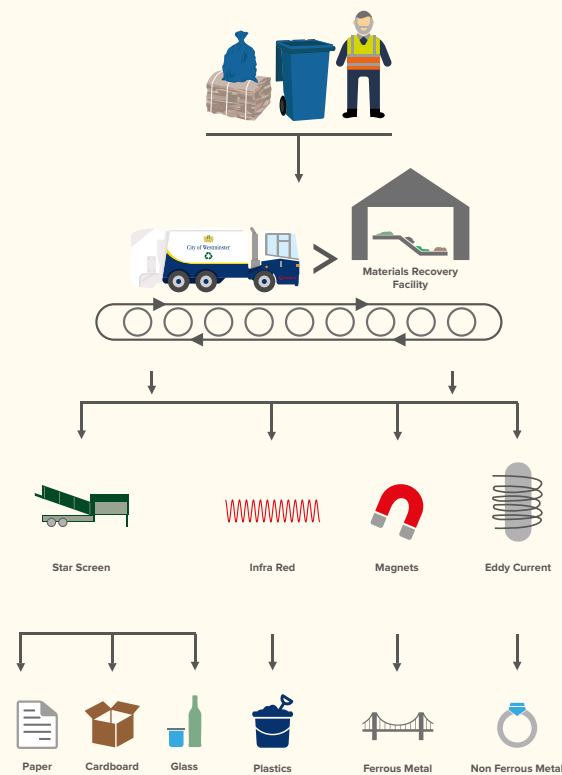 City of Westminster
Materials Recovery
Facility
Star Screen
Infra Red
Magnets
Eddy Current
Paper
Cardboard
Glass
Plastics
Ferrous Metal
Non Ferrous Metal